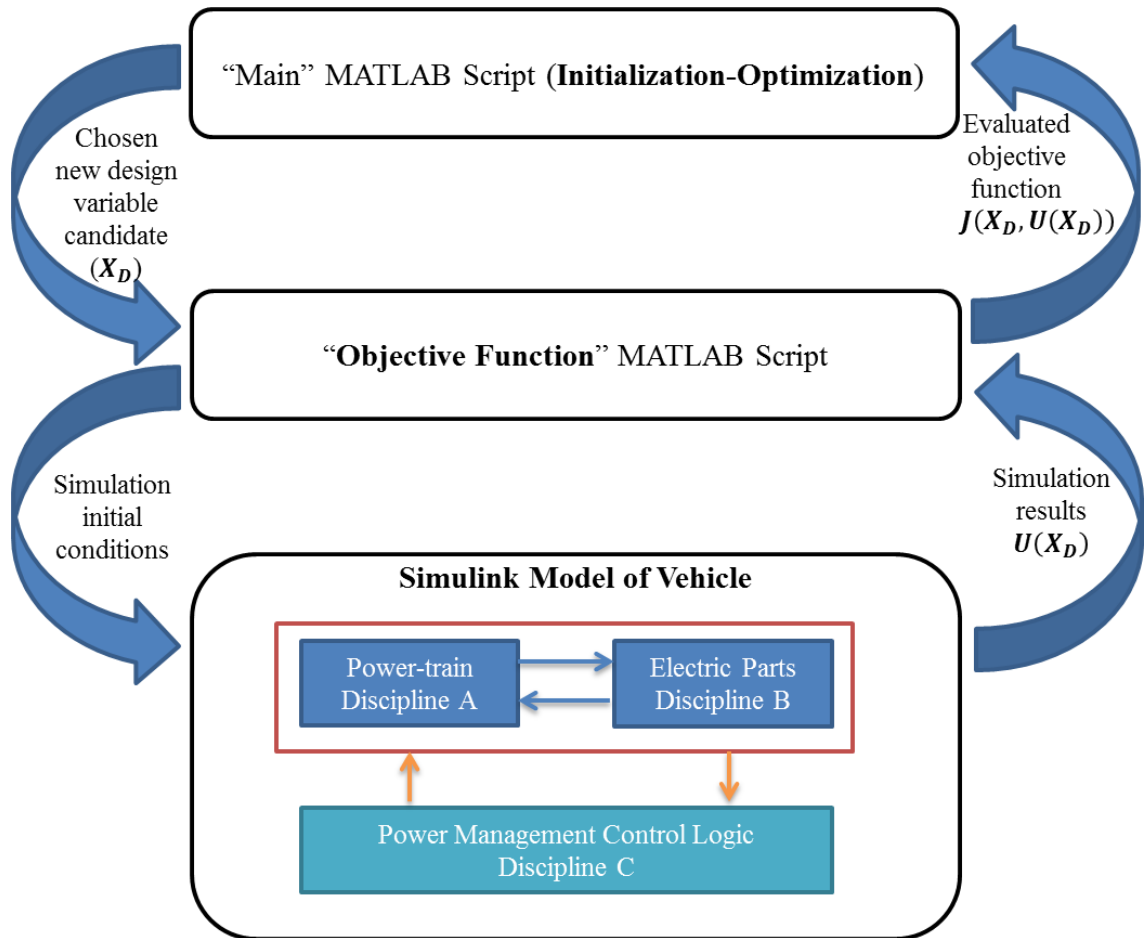 “Main” MATLAB Script (Initialization-Optimization)
Chosen
new design
variable
candidate
(X_D)
Evaluated
objective
function
J(X_D, U(X_D))
“Objective Function” MATLAB Script
Simulation
initial
conditions
Simulation
results
U(X_D)
Simulink Model of Vehicle
Power-train
Discipline A
Electric Parts
Discipline B
Power Management Control Logic
Discipline C